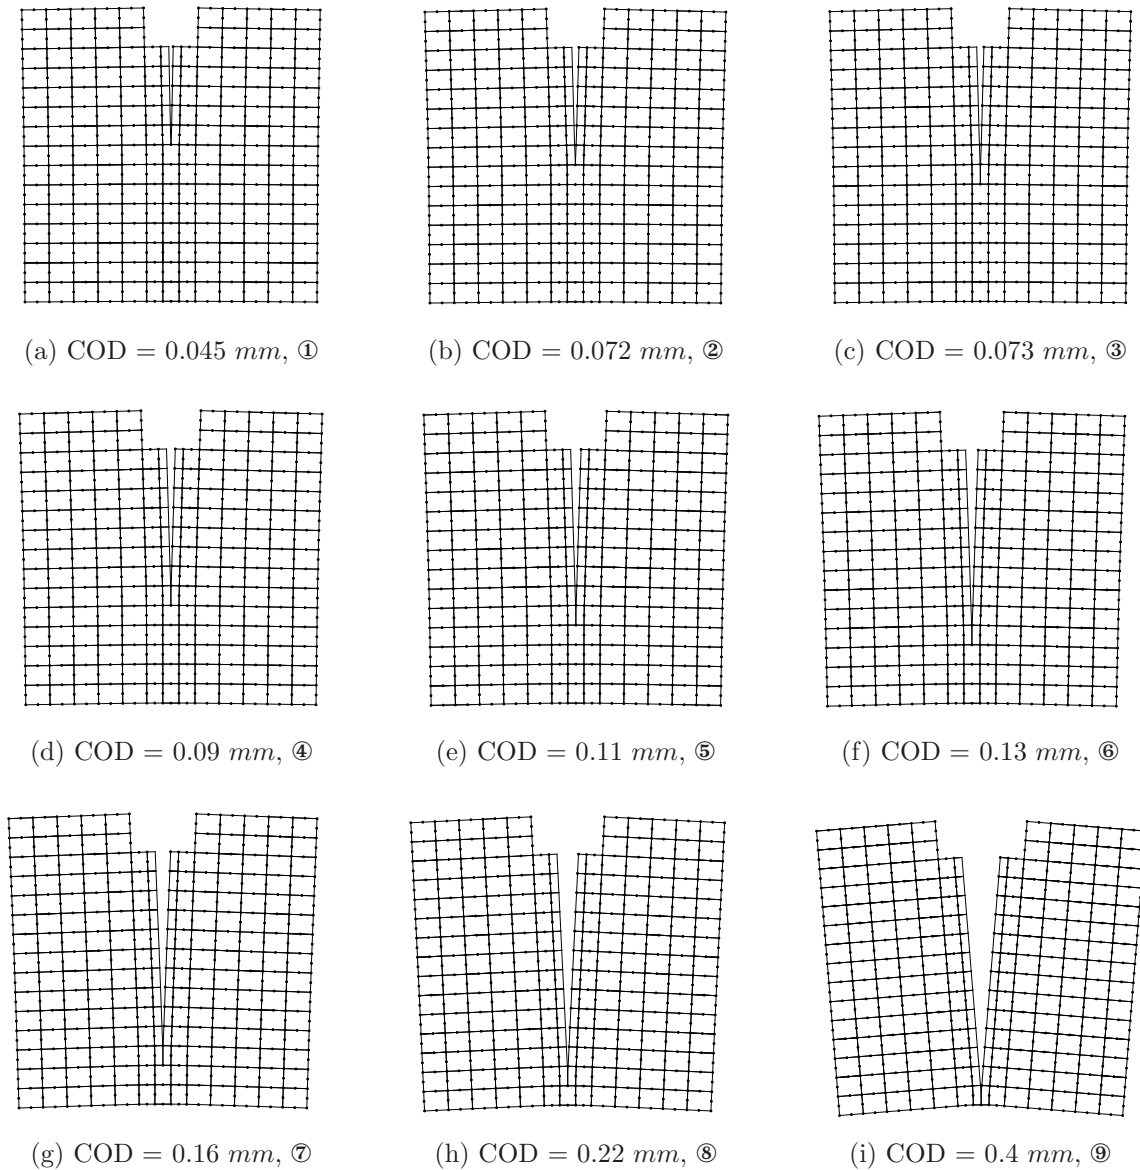 (a) COD = 0.045 mm, ①
(b) COD = 0.072 mm, ②
(c) COD = 0.073 mm, ③
(d) COD = 0.09 mm, ④
(e) COD = 0.11 mm, ⑤
(f) COD = 0.13 mm, ⑥
(g) COD = 0.16 mm, ⑦
(h) COD = 0.22 mm, ⑧
(i) COD = 0.4 mm, ⑨